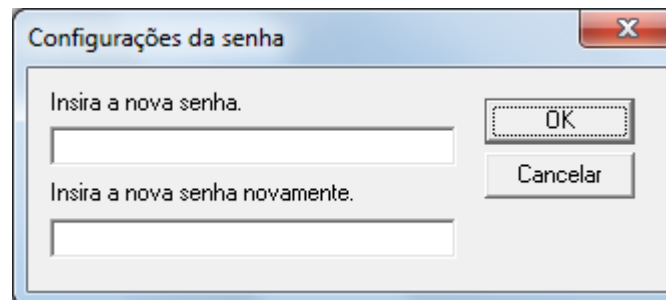 Configurações da senha
Insira a nova senha.
OK
Cancelar
Insira a nova senha novamente.